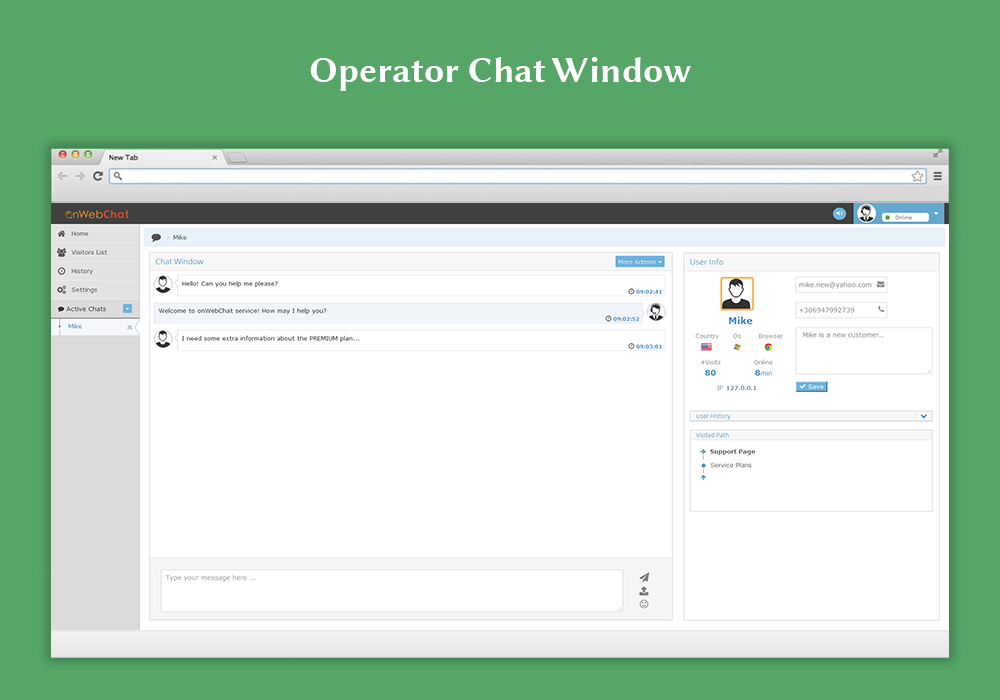 Operator Chat Window
New Tab
onWebChat
Online
Home
Visitors List
History
Settings
Active Chats
Mike
Mike
Chat Window
More Actions
Hello! Can you help me please?
09:02:41
Welcome to onWebChat service! How may I help you?
09:02:52
I need some extra information about the PREMIUM plan...
09:03:01
Type your message here ...
User Info
mike.new@yahoo.com
+306947992739
Mike
Mike is a new customer..
Country Os Browser
#Visits Online
80 8min
IP 127.0.0.1
Save
User History
Visited Path
Support Page
Service Plans